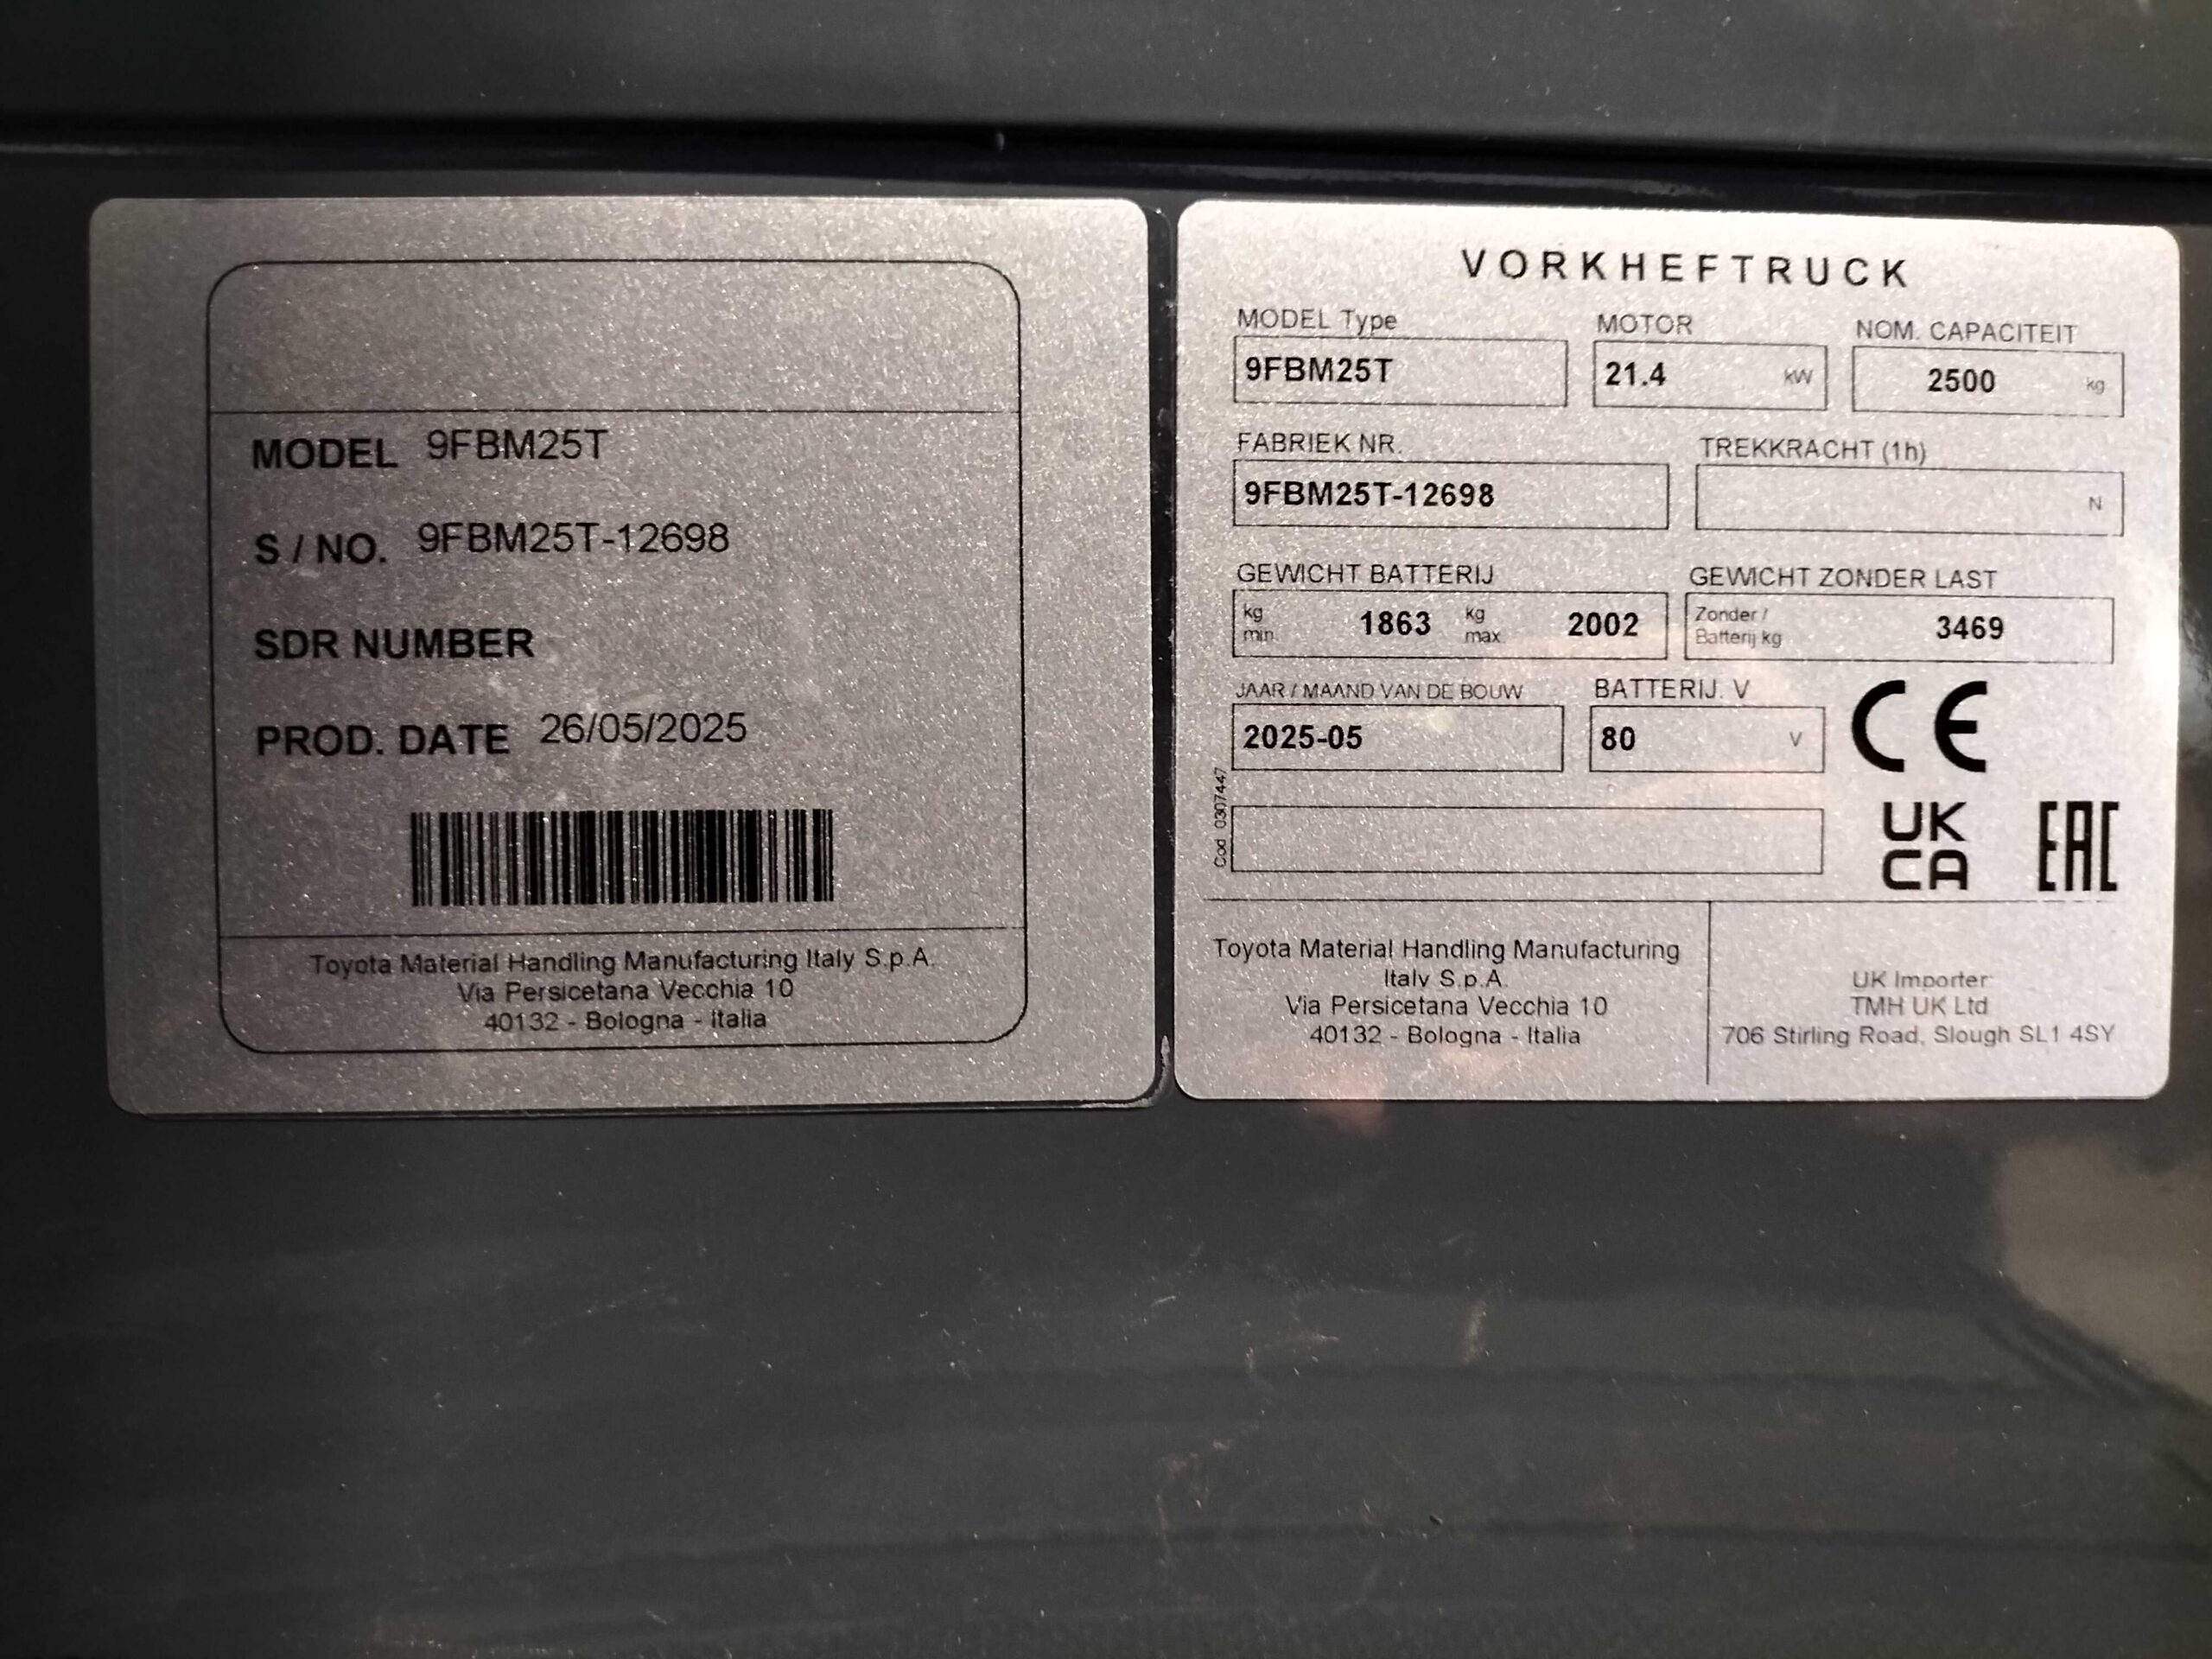 MODEL 9FBM25T
S / NO. 9FBM25T-12698
SDR NUMBER
PROD. DATE 26/05/2025
Toyota Material Handling Manufacturing Italy S.p.A.
Via Persicetana Vecchia 10
40132 - Bologna - Italia
VORKHEFTRUCK
MODEL Type MOTOR NOM. CAPACITEIT
9FBM25T 21.4 kW 2500 kg
FABRIEK NR. TREKKRACHT (1h)
9FBM25T-12698 N
GEWICHT BATTERIJ GEWICHT ZONDER LAST
kg min. 1863 kg max 2002 Zonder / Batterij kg 3469
JAAR / MAAND VAN DE BOUW BATTERIJ. V
2025-05 80 V CE
Cod. 0307447
UK CA EAC
Toyota Material Handling Manufacturing
Italy S.p.A.
Via Persicetana Vecchia 10
40132 - Bologna - Italia
UK Importer:
TMH UK Ltd
706 Stirling Road, Slough SL1 4SY